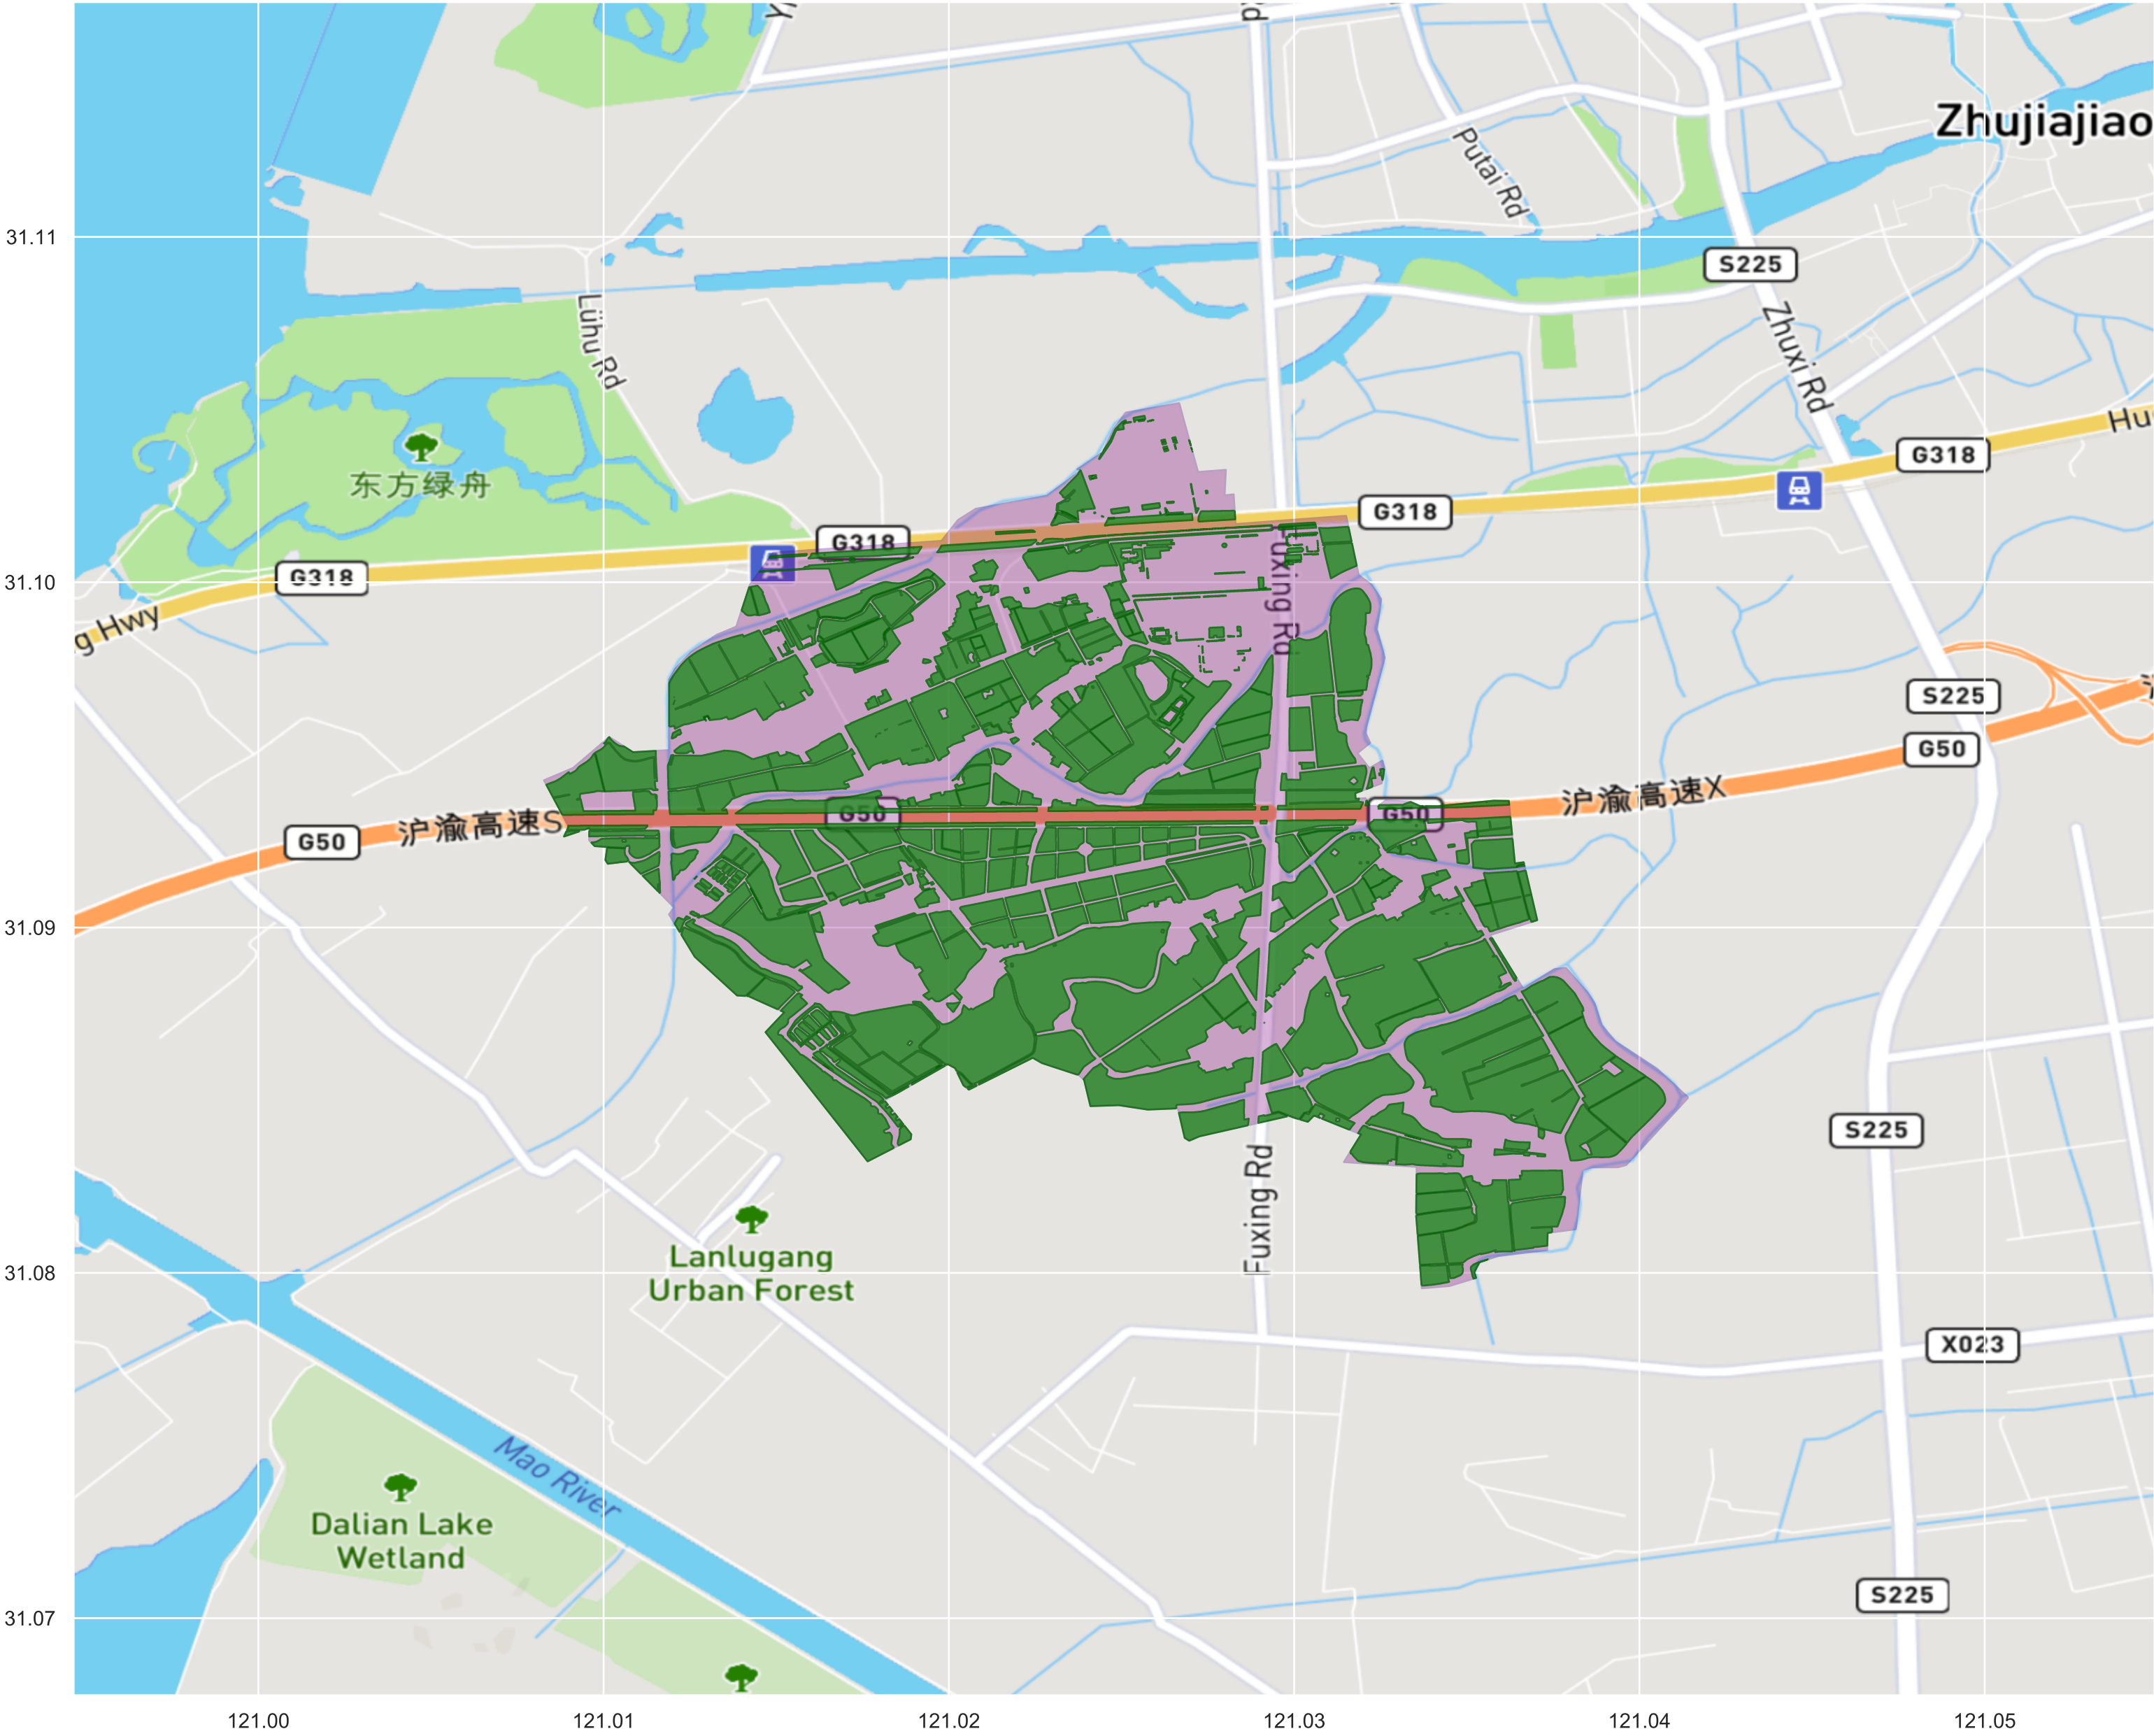 Rd
Zhujiajiao
Putai Rd
31.11
S225
Lühu Rd
Zhuxi Rd
Hu
G318
东方绿舟
G318
G318
G318
31.10
g Hwy
Fuxing Rd
S225
G50
沪渝高速X
G50
G50
沪渝高速S
G50
31.09
S225
Fuxing Rd
Lanlugang
Urban Forest
31.08
X023
Mao River
Dalian Lake
Wetland
S225
31.07
121.00
121.01
121.02
121.03
121.04
121.05